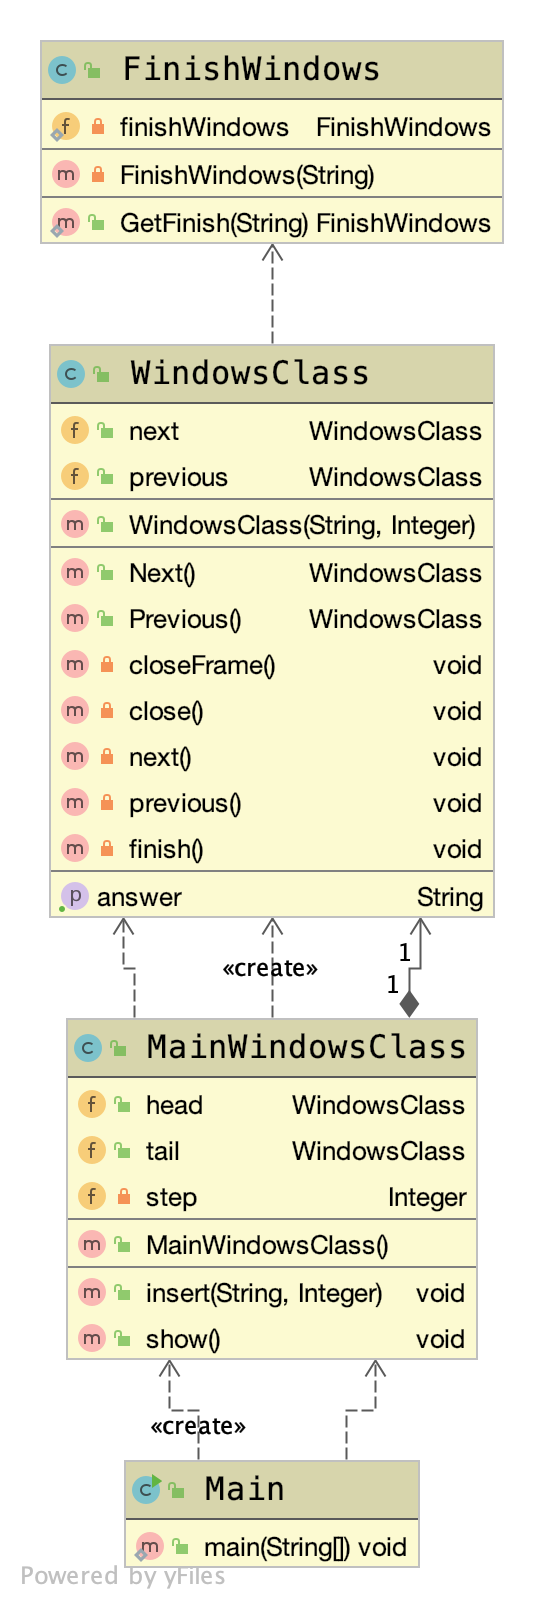 FinishWindows
finishWindows FinishWindows
FinishWindows(String)
GetFinish(String) FinishWindows
WindowsClass
next WindowsClass
previous WindowsClass
WindowsClass(String, Integer)
Next() WindowsClass
Previous() WindowsClass
closeFrame() void
close() void
next() void
previous() void
finish() void
answer String
1
«create»
1
MainWindowsClass
head WindowsClass
tail WindowsClass
step Integer
MainWindowsClass()
insert(String, Integer) void
show() void
«create»
Main
main(String[]) void
Powered by yFiles